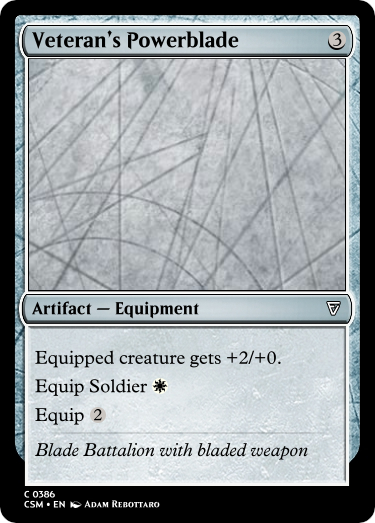 Veteran's Powerblade 3
Artifact — Equipment
Equipped creature gets +2/+0.
Equip Soldier
Equip 2
Blade Battalion with bladed weapon
C 0386
CSM • EN Adam Rebottaro